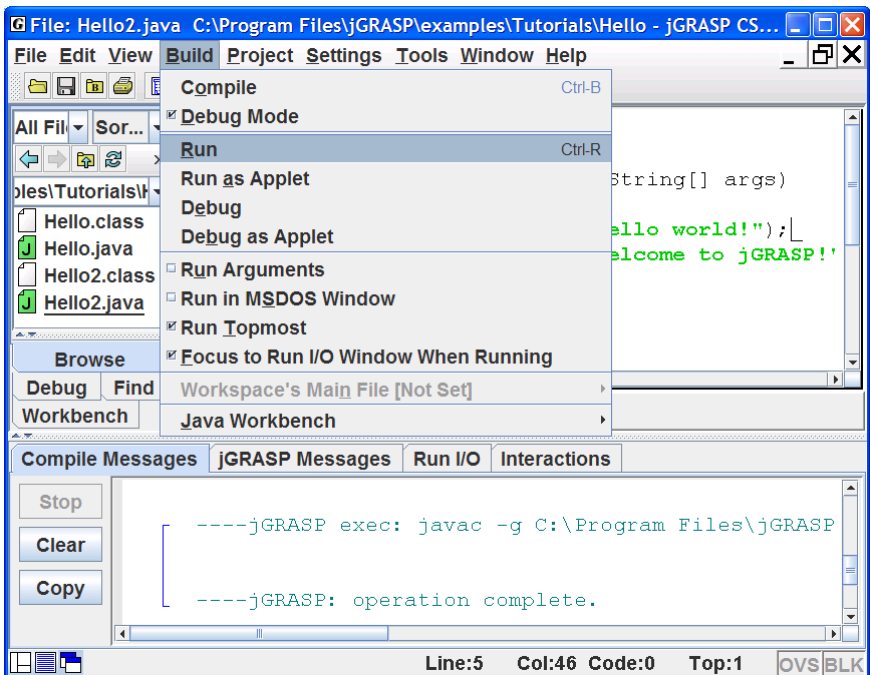 File: Hello2.java  C:\Program Files\jGRASP\examples\Tutorials\Hello - jGRASP CS...
File Edit View Build Project Settings Tools Window Help
Compile Ctrl-B
Debug Mode
Run Ctrl-R
Run as Applet
Debug
Debug as Applet
Run Arguments
Run in MSDOS Window
Run Topmost
Focus to Run I/O Window When Running
Workspace's Main File [Not Set]
Java Workbench
All Fil Sor...
ples\Tutorials\H
Hello.class
Hello.java
Hello2.class
Hello2.java
Browse
Debug Find
Workbench
String[] args)
ello world!");
elcome to jGRASP!'
Compile Messages jGRASP Messages Run I/O Interactions
Stop
Clear
Copy
----jGRASP exec: javac -g C:\Program Files\jGRASP
----jGRASP: operation complete.
Line:5 Col:46 Code:0 Top:1 OVS BLK